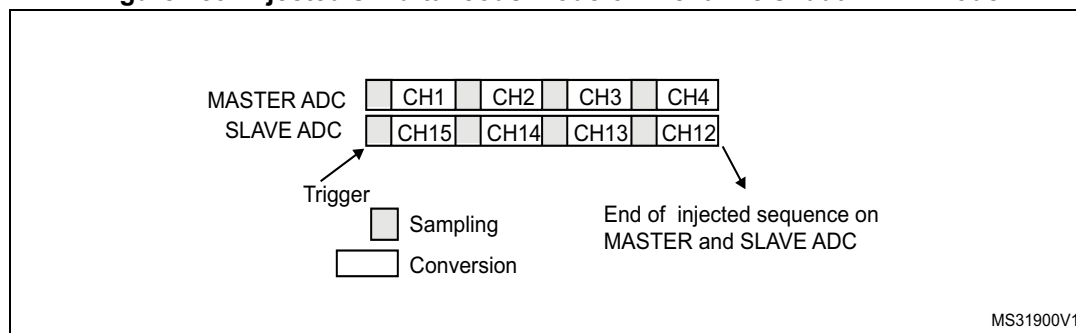 MASTER ADC CH1 CH2 CH3 CH4
SLAVE ADC CH15 CH14 CH13 CH12
Trigger
Sampling
Conversion
End of injected sequence on
MASTER and SLAVE ADC
MS31900V1